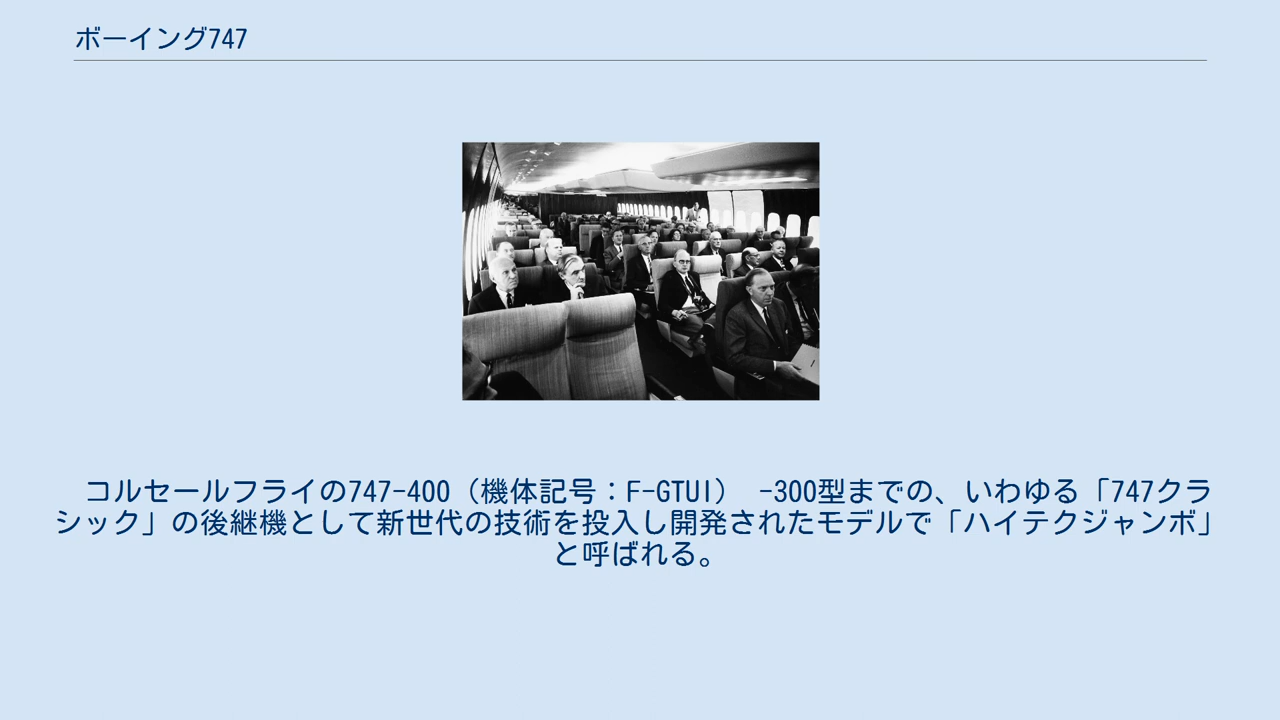 ボーイング747
コルセールフライの747-400（機体記号：F-GTUI） -300型までの、いわゆる「747クラ
シック」の後継機として新世代の技術を投入し開発されたモデルで「ハイテクジャンボ」
と呼ばれる。